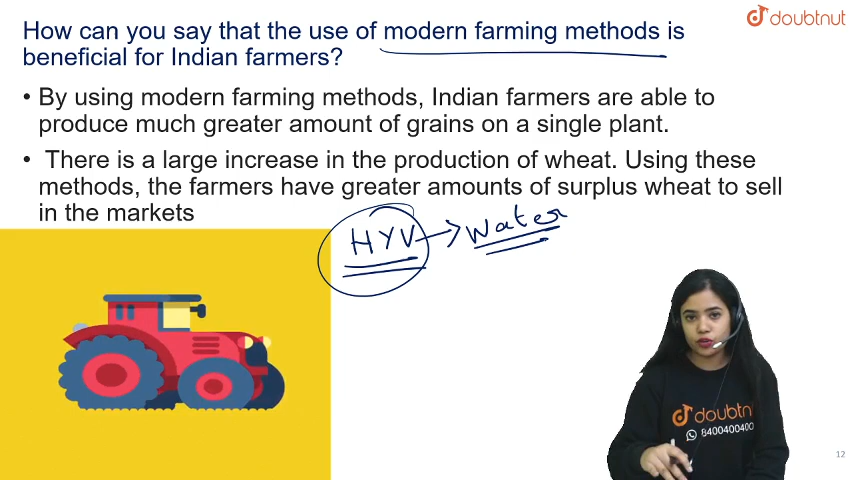 doubtnut
How can you say that the use of modern farming methods is
beneficial for Indian farmers?
• By using modern farming methods, Indian farmers are able to
produce much greater amount of grains on a single plant.
• There is a large increase in the production of wheat. Using these
methods, the farmers have greater amounts of surplus wheat to sell
in the markets
HYV → Water
doubtnut
8400400400
12